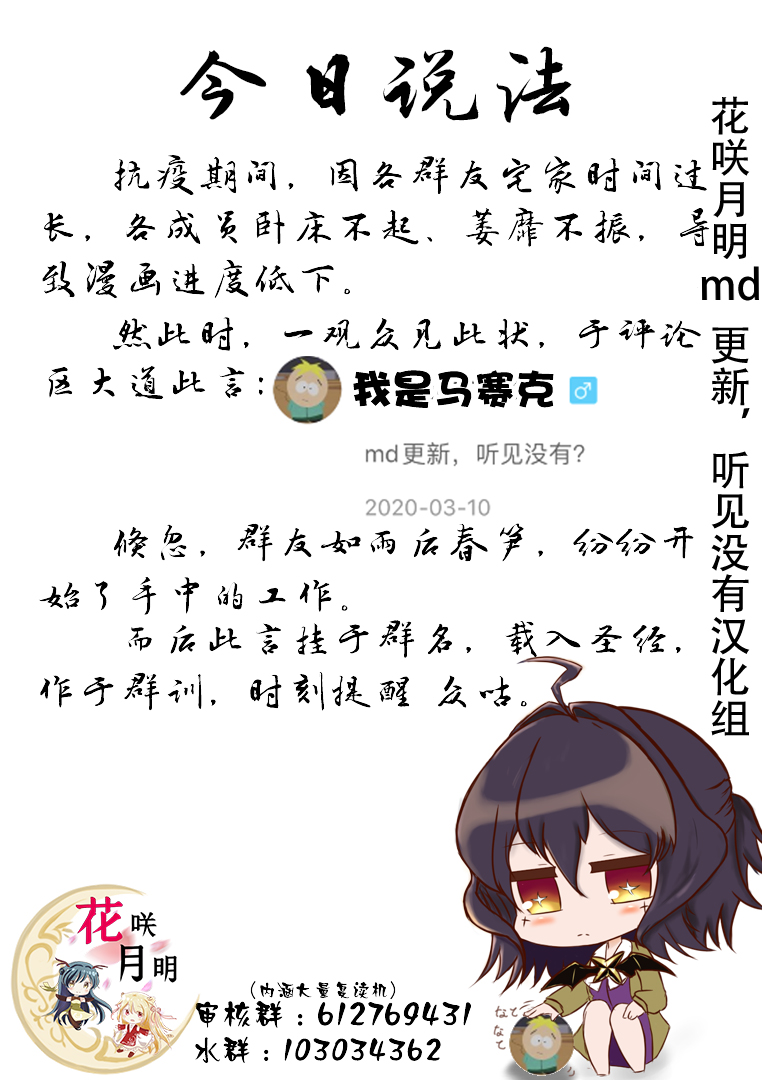 今日说法
抗疫期间，因各群友宅家时间过
长，各成员卧床不起、萎靡不振，导
致漫画进度低下。
然此时，一观众见此状，于评论
区大道此言：
我是马赛克 ♂
md更新，听见没有?
2020-03-10
倏忽，群友如雨后春笋，纷纷开
始了手中的工作。
而后此言挂于群名，载入圣经，
作于群训，时刻提醒 众咕。
花咲月明md更新，听见没有汉化组
花咲
月明
(内涵大量复读机)
审核群：612769431
水群：103034362
なでなで